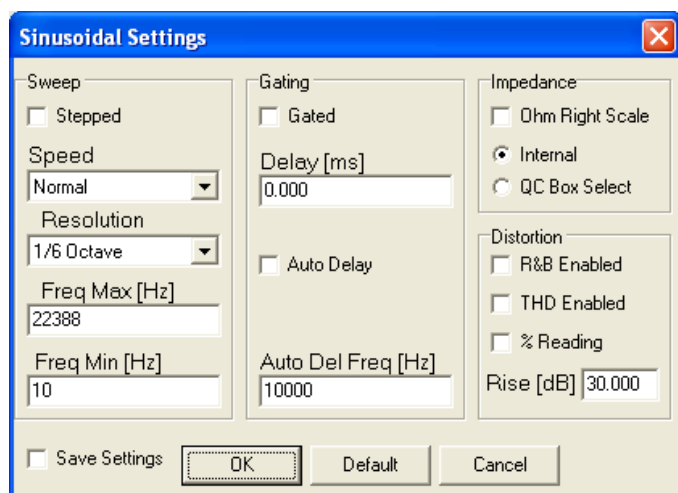 Sinusoidal Settings
Sweep
Stepped
Speed
Normal
Resolution
1/6 Octave
Freq Max [Hz]
22388
Freq Min [Hz]
10
Gating
Gated
Delay [ms]
0.000
Auto Delay
Auto Del Freq [Hz]
10000
Impedance
Ohm Right Scale
Internal
QC Box Select
Distortion
R&B Enabled
THD Enabled
% Reading
Rise [dB] 30.000
Save Settings
OK
Default
Cancel